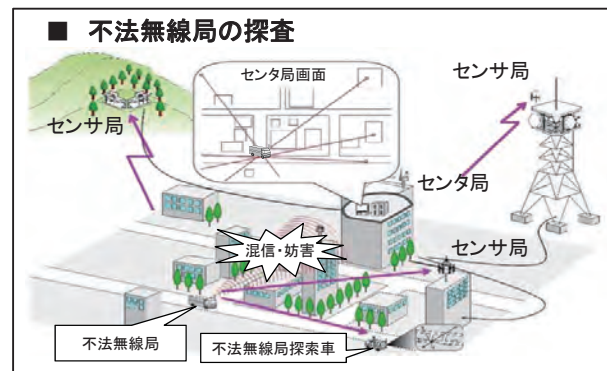 ■ 不法無線局の探査
センタ局画面
センサ局
センサ局
センタ局
混信・妨害
センサ局
不法無線局
不法無線局探索車